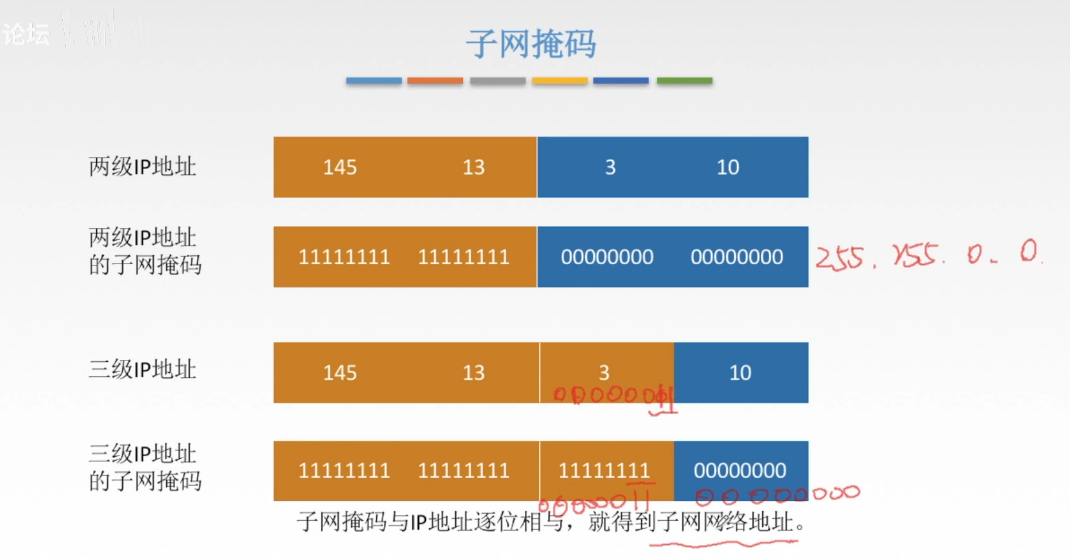 论坛
子网掩码
两级IP地址 145 13 3 10
两级IP地址
的子网掩码 11111111 11111111 00000000 00000000 255. 255. 0. 0.
三级IP地址 145 13 3 10
00000011
三级IP地址
的子网掩码 11111111 11111111 11111111 00000000
00000011 00000000
子网掩码与IP地址逐位相与，就得到子网网络地址。